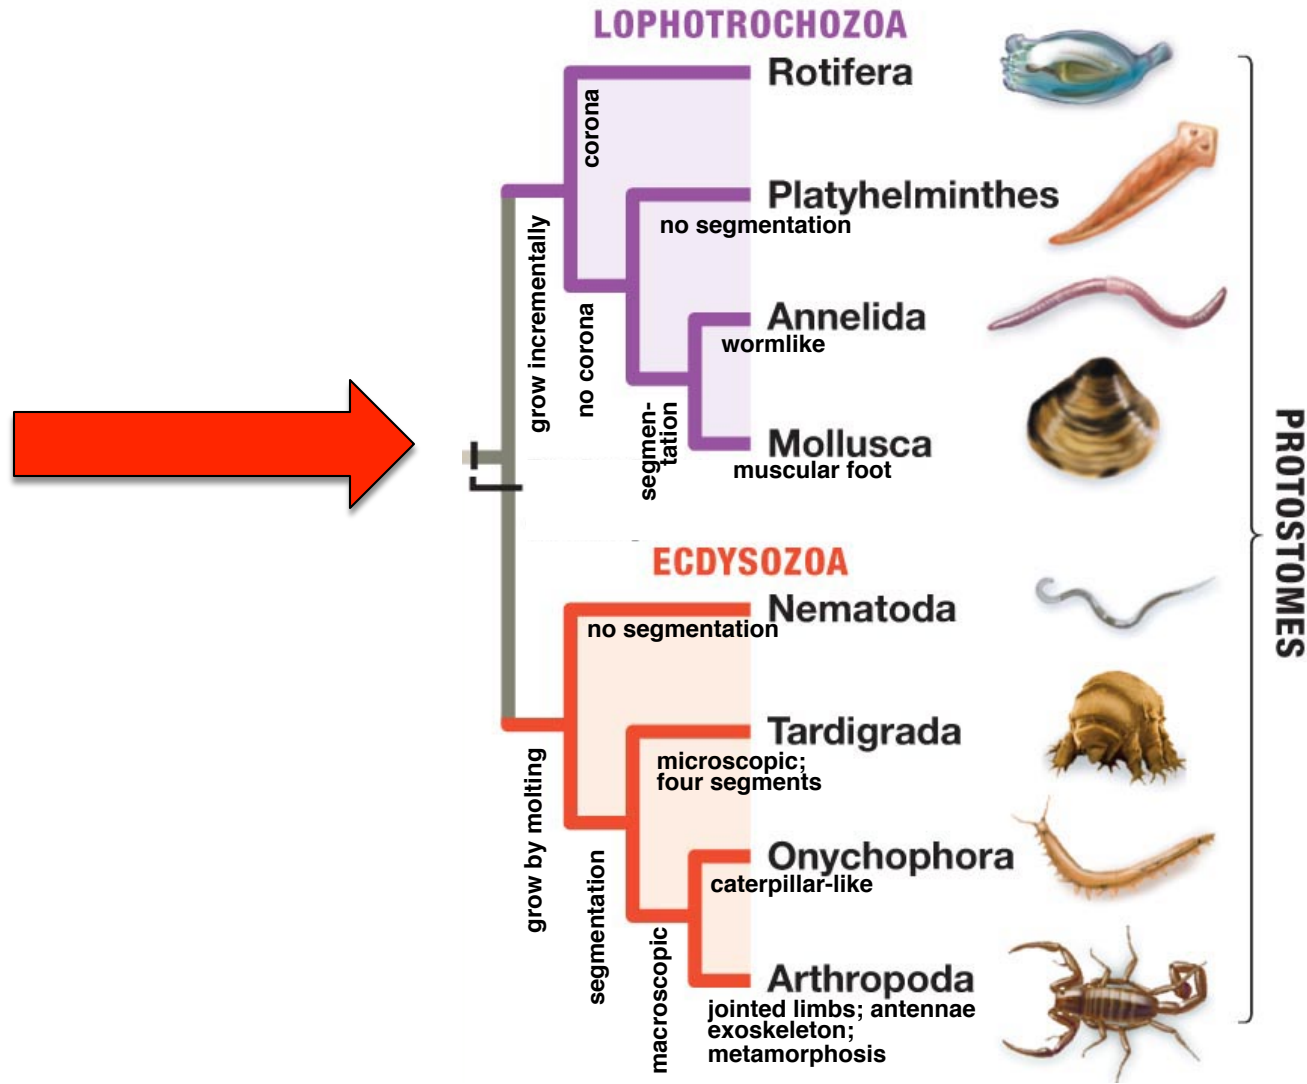 LOPHOTROCHOZOA
Rotifera
corona
Platyhelminthes
no segmentation
grow incrementally
no corona
Annelida
wormlike
segmen-
tation
Mollusca
muscular foot
PROTOSTOMES
ECDYSOZOA
Nematoda
no segmentation
Tardigrada
microscopic;
four segments
grow by molting
segmentation
Onychophora
caterpillar-like
macroscopic
Arthropoda
jointed limbs; antennae
exoskeleton;
metamorphosis